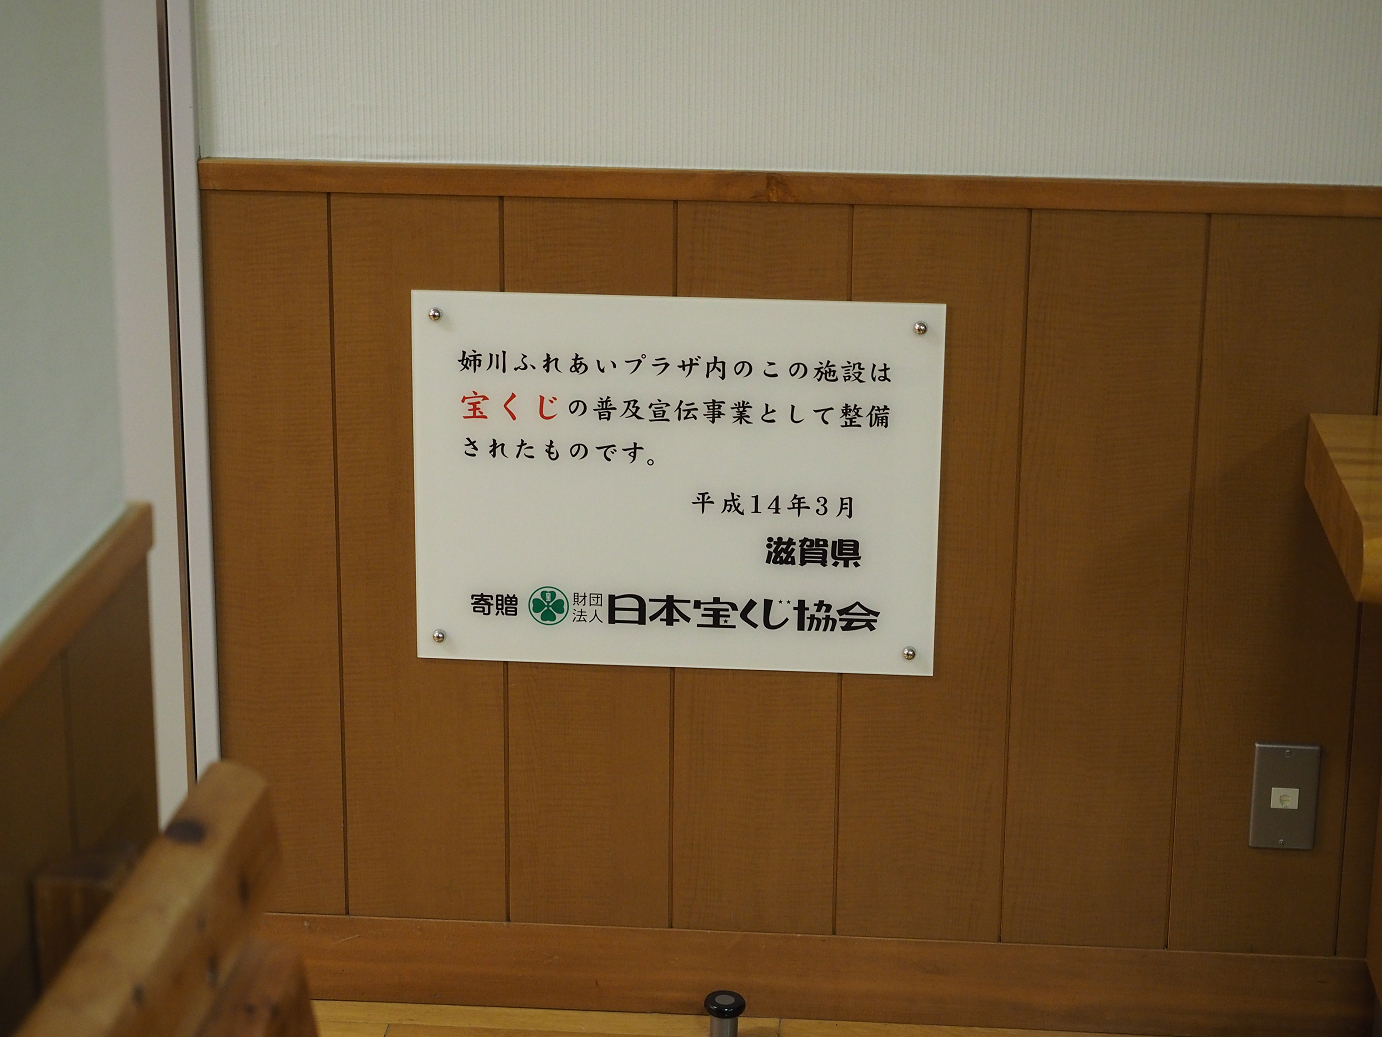 姉川ふれあいプラザ内のこの施設は
宝くじの普及宣伝事業として整備
されたものです。
平成14年3月
滋賀県
寄贈 財団法人 日本宝くじ協会